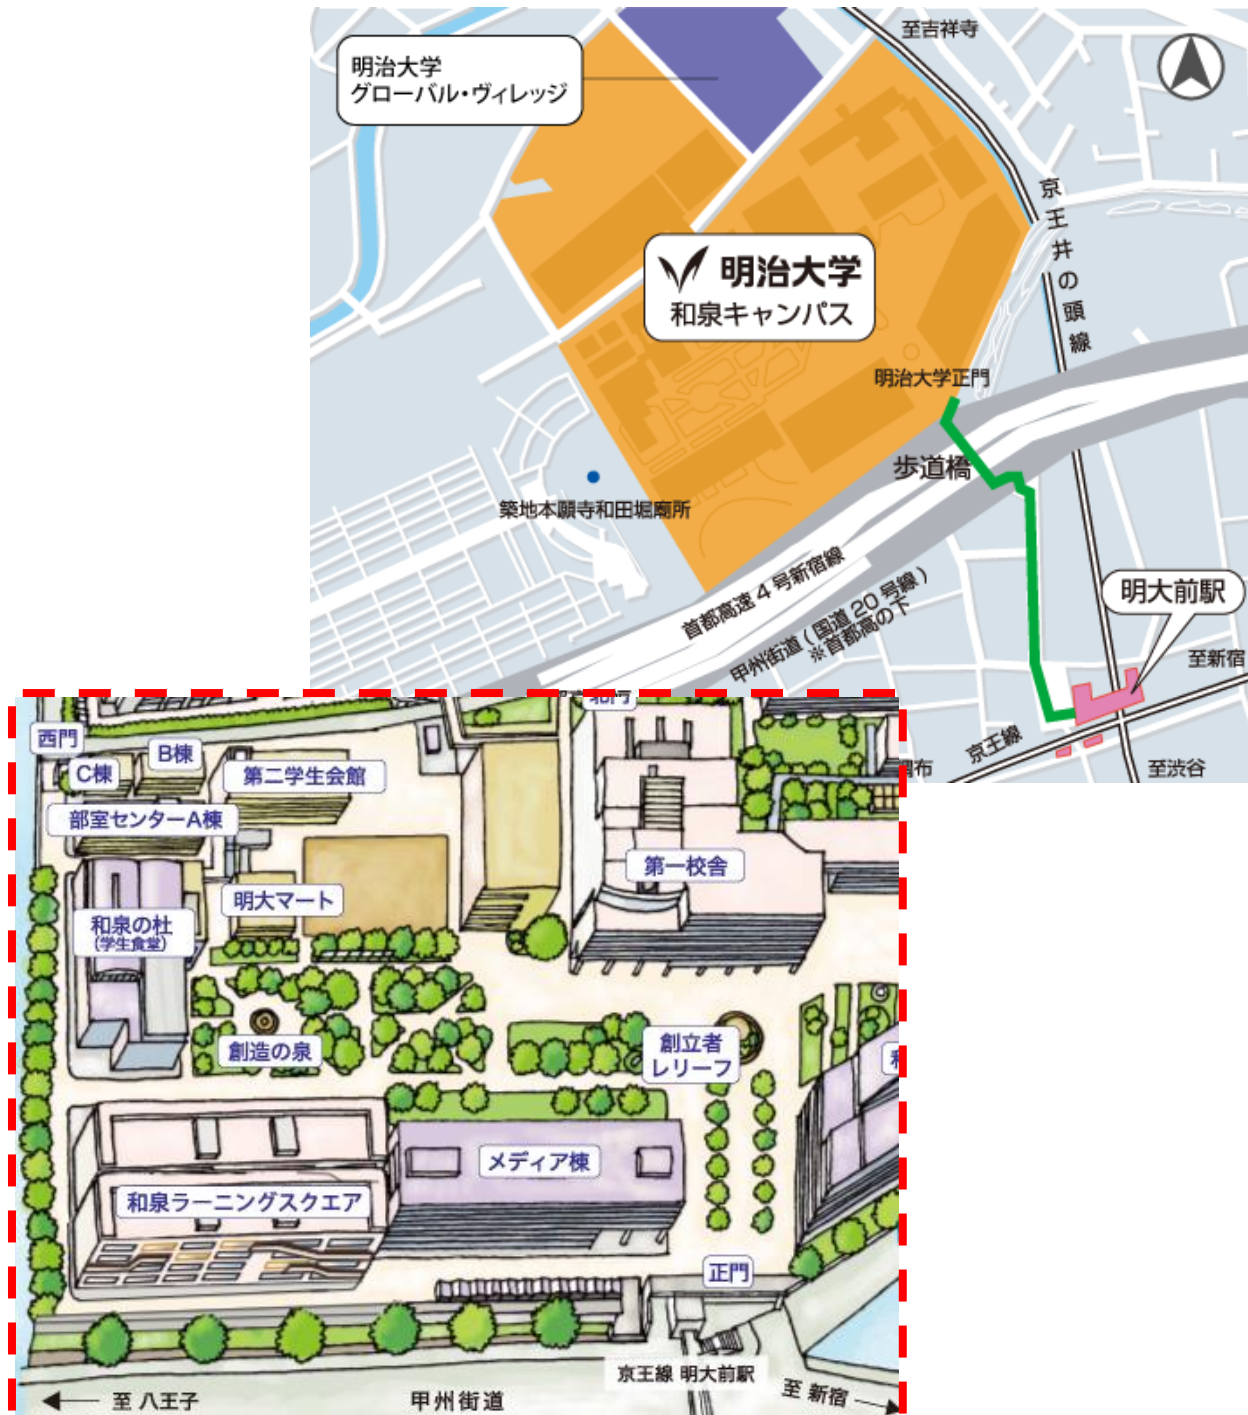 至吉祥寺
明治大学
グローバル・ヴィレッジ
京王井の頭線
明治大学
和泉キャンパス
明治大学正門
歩道橋
築地本願寺和田堀廟所
首都高速4号新宿線
甲州街道(国道20号線)
※首都高の下
明大前駅
至新宿
京王線
至渋谷
西門
北門
B棟
C棟
第二学生会館
部室センターA棟
第一校舎
明大マート
和泉の杜
(学生食堂)
創造の泉
創立者
レリーフ
メディア棟
和泉ラーニングスクエア
正門
京王線 明大前駅
至 八王子
甲州街道
至 新宿